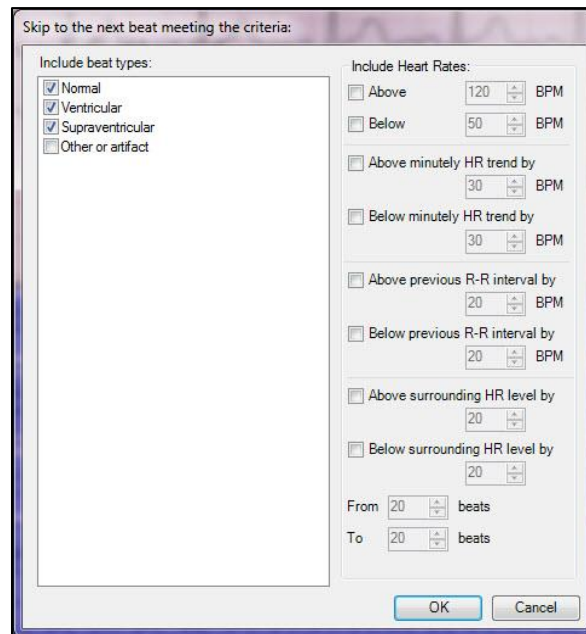 Skip to the next beat meeting the criteria:
Include beat types:
Normal
Ventricular
Supraventricular
Other or artifact
Include Heart Rates:
Above 120 BPM
Below 50 BPM
Above minutely HR trend by
30 BPM
Below minutely HR trend by
30 BPM
Above previous R-R interval by
20 BPM
Below previous R-R interval by
20 BPM
Above surrounding HR level by
20
Below surrounding HR level by
20
From 20 beats
To 20 beats
OK Cancel